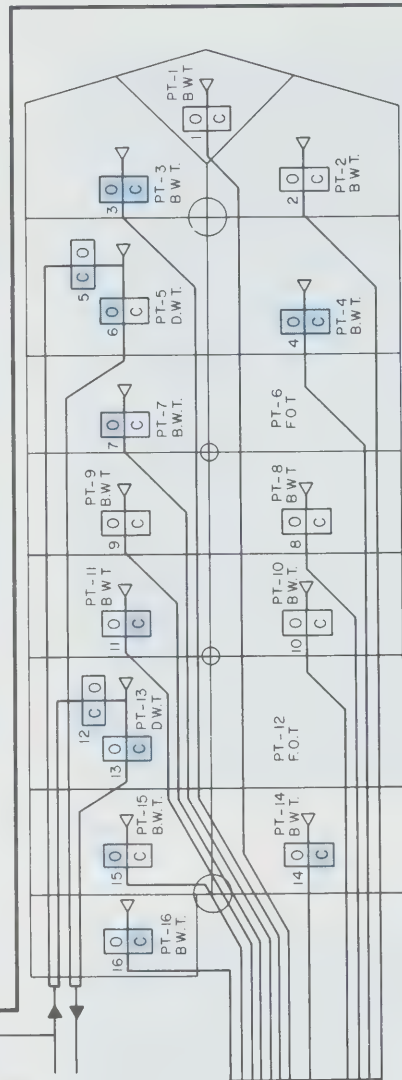 C O
5
C O
12
O
C
16
PT-16
B W.T.
O
C
15
PT-15
B.W.T.
O
C
13
PT-13
D W.T
O
C
11
PT-11
B W T
O
C
9
PT-9
B.W.T
O
C
7
PT-7
B.W.T.
O
C
6
PT-5
D.W.T.
O
C
3
PT-3
B.W.T.
O
C
1
PT-1
B W T
O
C
14
PT-14
B W T.
PT-12
F.O.T
O
C
10
PT-10
B W.T.
O
C
8
PT-8
B W T
PT-6
F O T
O
C
4
PT-4
B.W.T.
O
C
2
PT-2
B W T.